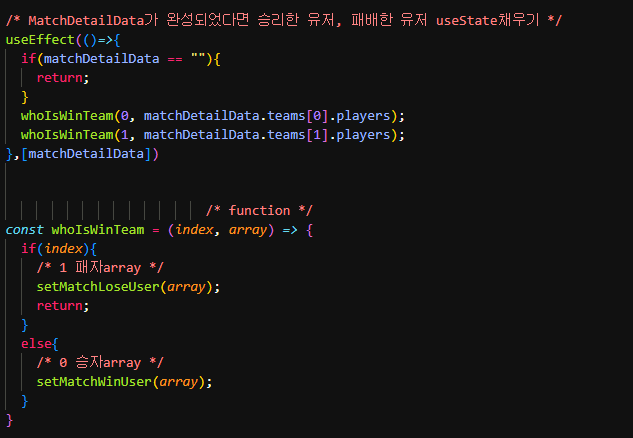 /* MatchDetailData가 완성되었다면 승리한 유저, 패배한 유저 useState채우기 */
useEffect(()=>{
  if(matchDetailData == ""){
    return;
  }
  whoIsWinTeam(0, matchDetailData.teams[0].players);
  whoIsWinTeam(1, matchDetailData.teams[1].players);
},[matchDetailData])
/* function */
const whoIsWinTeam = (index, array) => {
  if(index){
    /* 1 패자array */
    setMatchLoseUser(array);
    return;
  }
  else{
    /* 0 승자array */
    setMatchWinUser(array);
  }
}